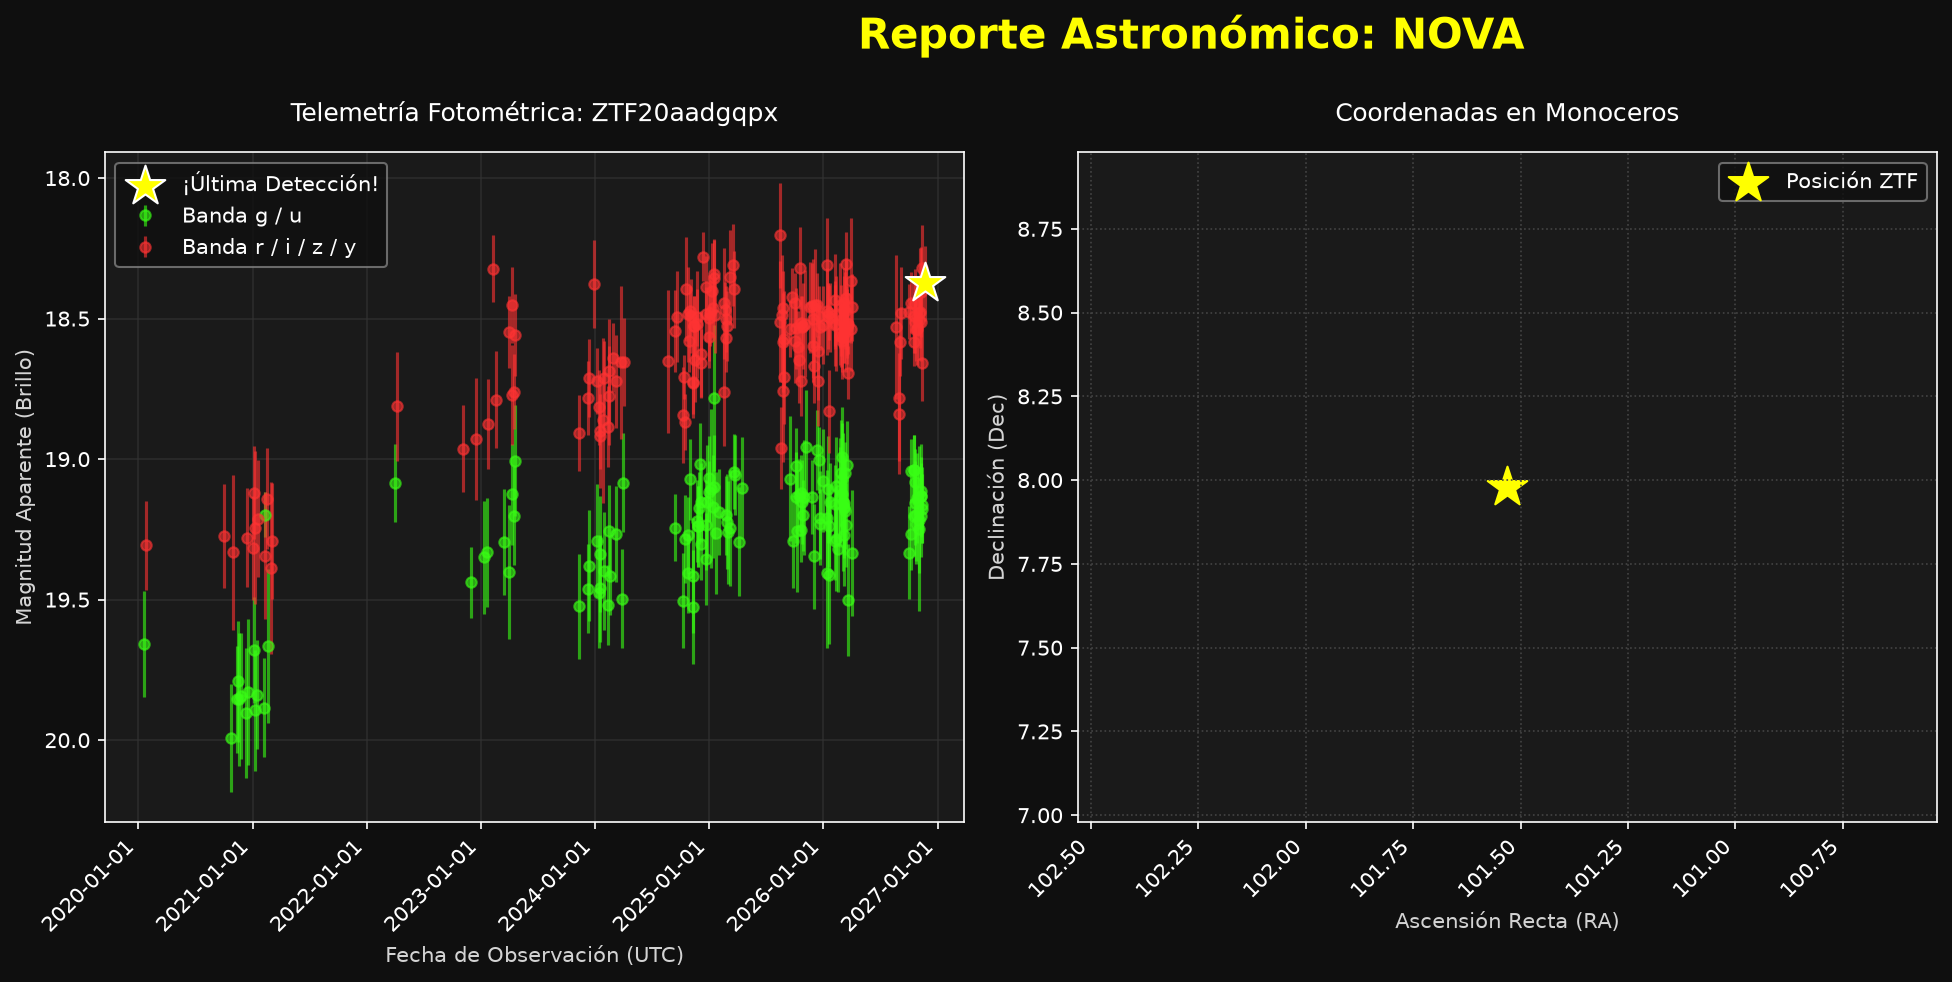 Reporte Astronómico: NOVA
Telemetría Fotométrica: ZTF20aadgqpx
¡Última Detección!
Banda g / u
Banda r / i / z / y
Magnitud Aparente (Brillo)
18.0
18.5
19.0
19.5
20.0
2020-01-01
2021-01-01
2022-01-01
2023-01-01
2024-01-01
2025-01-01
2026-01-01
2027-01-01
Fecha de Observación (UTC)
Coordenadas en Monoceros
Posición ZTF
Declinación (Dec)
8.75
8.50
8.25
8.00
7.75
7.50
7.25
7.00
102.50
102.25
102.00
101.75
101.50
101.25
101.00
100.75
Ascensión Recta (RA)